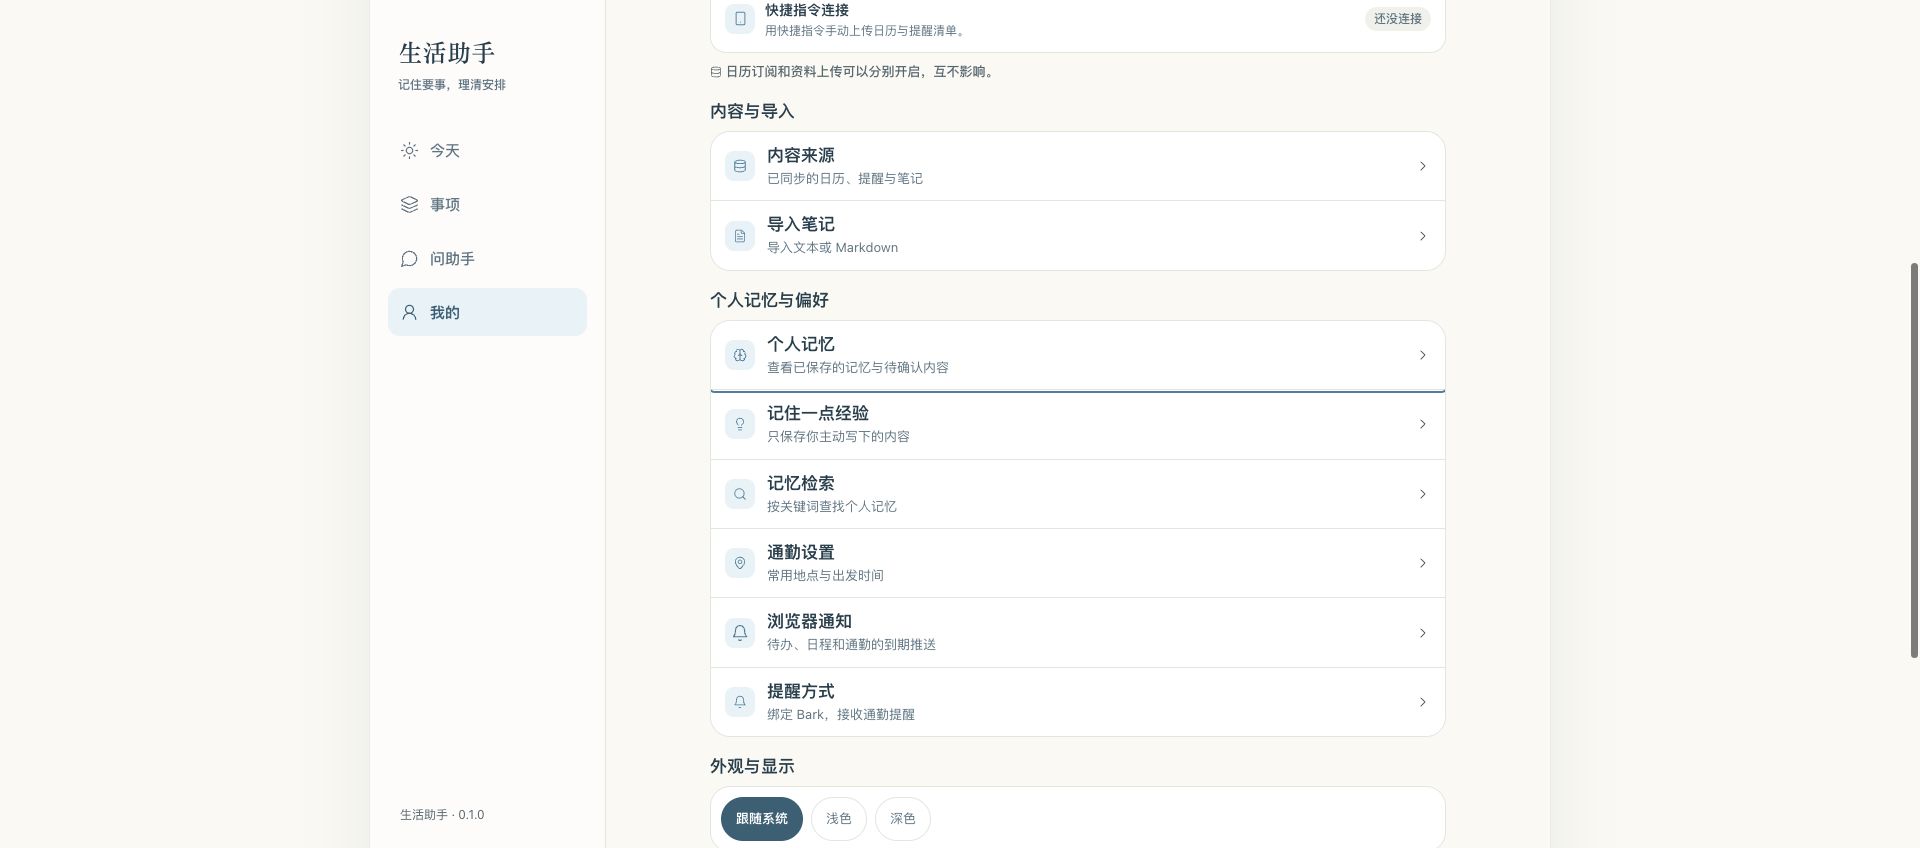 生活助手
记住要事，理清安排
今天
事项
问助手
我的
生活助手 · 0.1.0
快捷指令连接
用快捷指令手动上传日历与提醒清单。
还没连接
日历订阅和资料上传可以分别开启，互不影响。
内容与导入
内容来源
已同步的日历、提醒与笔记
导入笔记
导入文本或 Markdown
个人记忆与偏好
个人记忆
查看已保存的记忆与待确认内容
记住一点经验
只保存你主动写下的内容
记忆检索
按关键词查找个人记忆
通勤设置
常用地点与出发时间
浏览器通知
待办、日程和通勤的到期推送
提醒方式
绑定 Bark，接收通勤提醒
外观与显示
跟随系统
浅色
深色